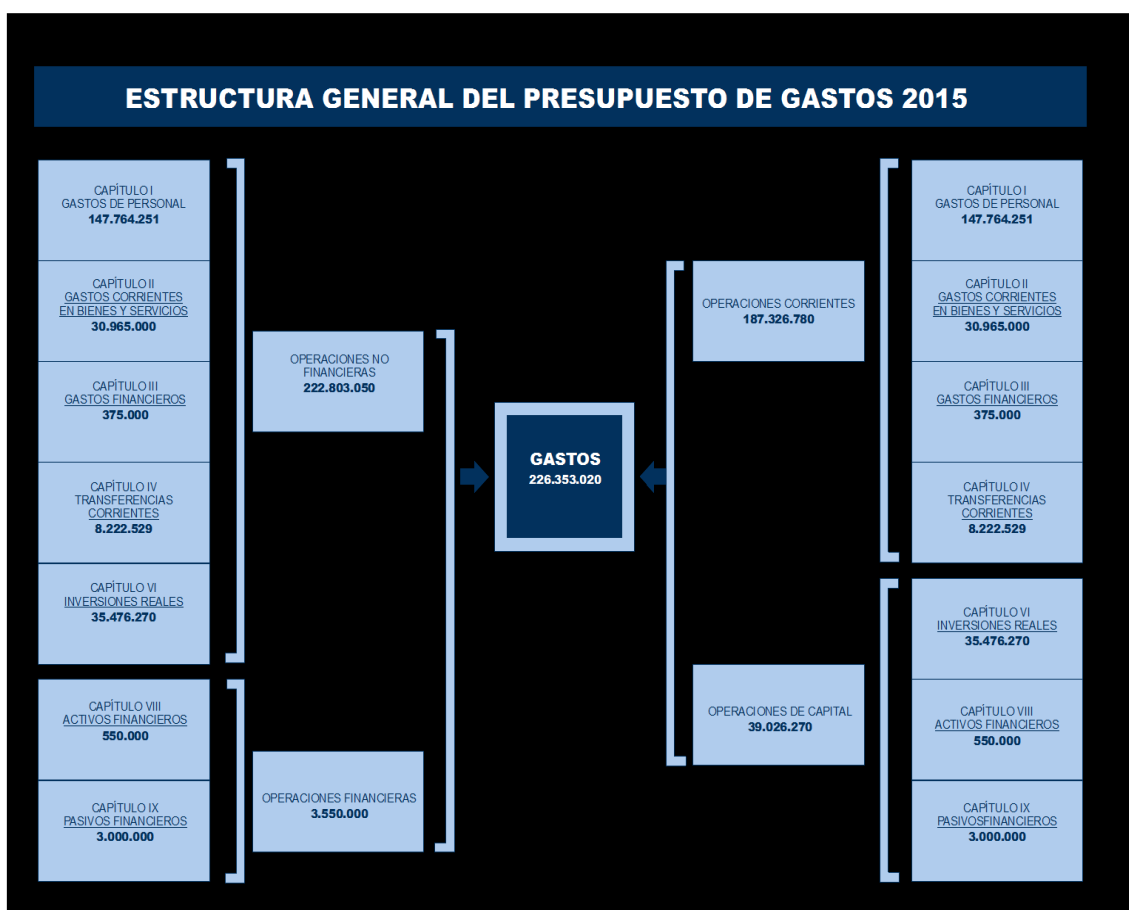 ESTRUCTURA GENERAL DEL PRESUPUESTO DE GASTOS 2015
CAPÍTULO I
GASTOS DE PERSONAL
147.764.251
CAPÍTULO II
GASTOS CORRIENTES
EN BIENES Y SERVICIOS
30.965.000
CAPÍTULO III
GASTOS FINANCIEROS
375.000
CAPÍTULO IV
TRANSFERENCIAS
CORRIENTES
8.222.529
CAPÍTULO VI
INVERSIONES REALES
35.476.270
CAPÍTULO VIII
ACTIVOS FINANCIEROS
550.000
CAPÍTULO IX
PASIVOS FINANCIEROS
3.000.000
OPERACIONES NO
FINANCIERAS
222.803.050
OPERACIONES FINANCIERAS
3.550.000
GASTOS
226.353.020
OPERACIONES CORRIENTES
187.326.780
OPERACIONES DE CAPITAL
39.026.270
CAPÍTULO I
GASTOS DE PERSONAL
147.764.251
CAPÍTULO II
GASTOS CORRIENTES
EN BIENES Y SERVICIOS
30.965.000
CAPÍTULO III
GASTOS FINANCIEROS
375.000
CAPÍTULO IV
TRANSFERENCIAS
CORRIENTES
8.222.529
CAPÍTULO VI
INVERSIONES REALES
35.476.270
CAPÍTULO VIII
ACTIVOS FINANCIEROS
550.000
CAPÍTULO IX
PASIVOSFINANCIEROS
3.000.000